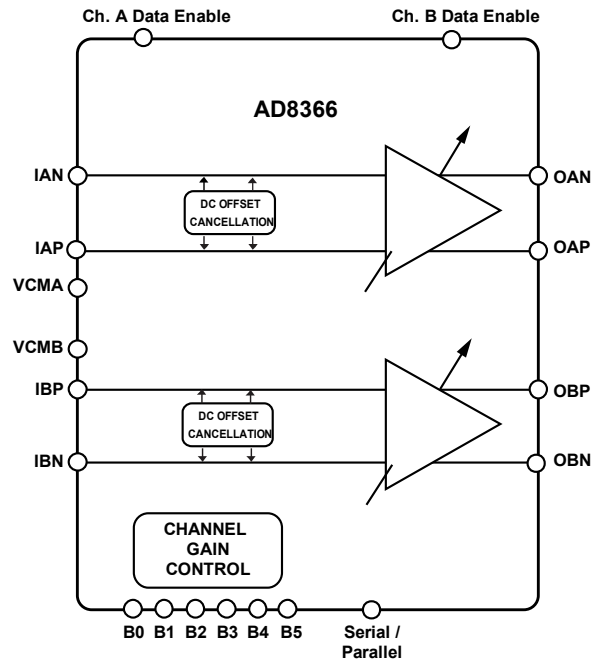 Ch. A Data Enable
Ch. B Data Enable
AD8366
IAN
OAN
DC OFFSET
CANCELLATION
IAP
OAP
VCMA
VCMB
IBP
OBP
DC OFFSET
CANCELLATION
IBN
OBN
CHANNEL
GAIN
CONTROL
B0 B1 B2 B3 B4 B5
Serial /
Parallel